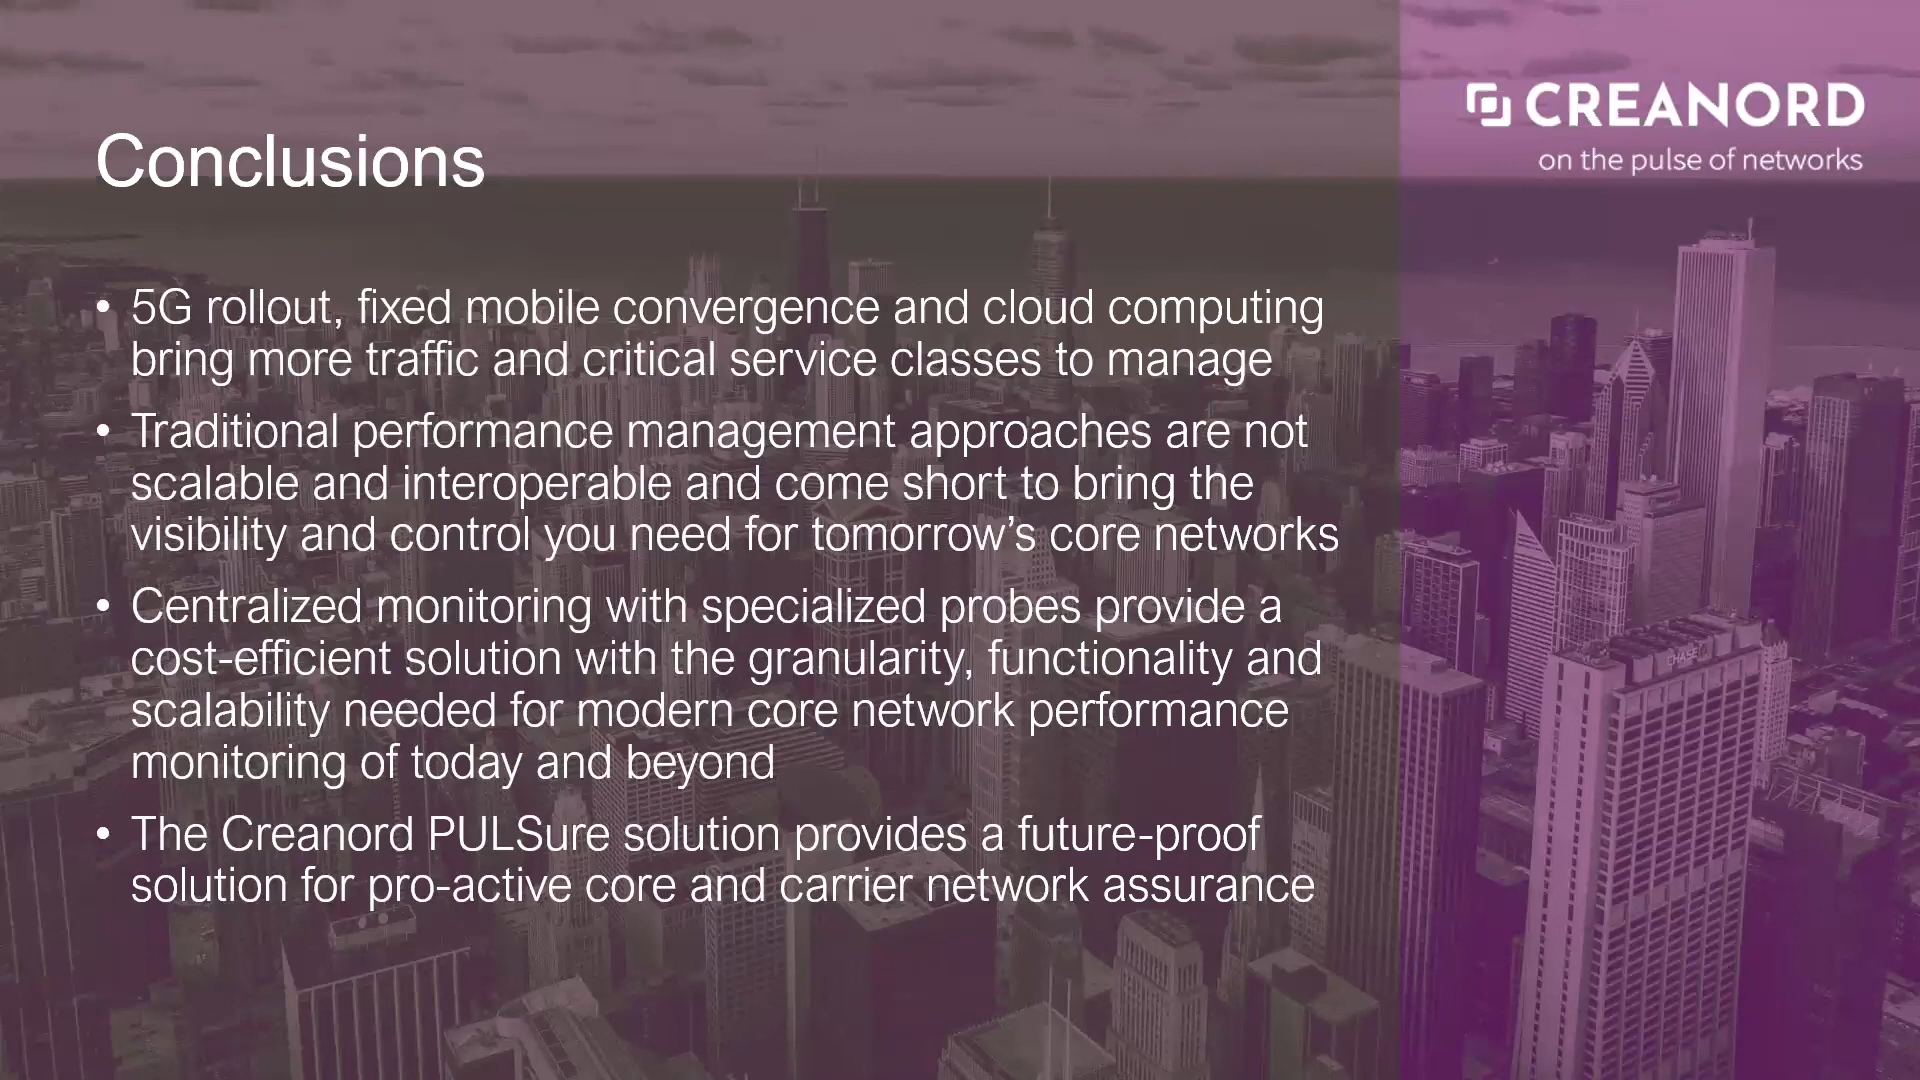 CREANORD
on the pulse of networks
Conclusions
• 5G rollout, fixed mobile convergence and cloud computing
bring more traffic and critical service classes to manage
• Traditional performance management approaches are not
scalable and interoperable and come short to bring the
visibility and control you need for tomorrow’s core networks
• Centralized monitoring with specialized probes provide a
cost-efficient solution with the granularity, functionality and
scalability needed for modern core network performance
monitoring of today and beyond
• The Creanord PULSure solution provides a future-proof
solution for pro-active core and carrier network assurance
CHASE